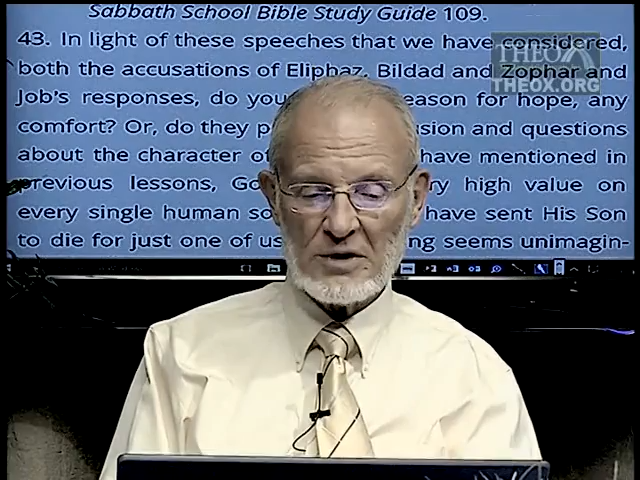 Sabbath School Bible Study Guide 109.
43. In light of these speeches that we have considered,
both the accusations of Eliphaz, Bildad and Zophar and
Job's responses, do you eason for hope, any
comfort? Or, do they p sion and questions
about the character of have mentioned in
previous lessons, Go ry high value on
every single human so have sent His Son
to die for just one of us ng seems unimagin-
THEOX
THEOX.ORG